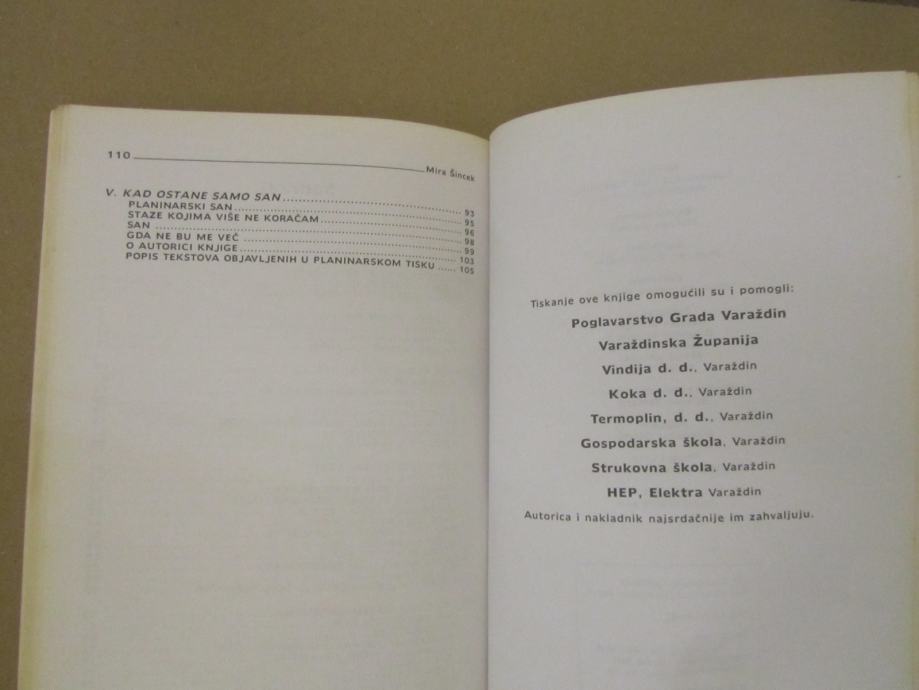 110
Mira Šincek
V. KAD OSTANE SAMO SAN ........ 93
PLANINARSKI SAN ........ 95
STAZE KOJIMA VIŠE NE KORAČAM ........ 96
SAN ........ 98
GDA NE BU ME VEČ ........ 99
O AUTORICI KNJIGE ........ 103
POPIS TEKSTOVA OBJAVLJENIH U PLANINARSKOM TISKU ...... 105
Tiskanje ove knjige omogućili su i pomogli:
Poglavarstvo Grada Varaždin
Varaždinska Županija
Vindija d. d., Varaždin
Koka d. d., Varaždin
Termoplin, d. d., Varaždin
Gospodarska škola, Varaždin
Strukovna škola, Varaždin
HEP, Elektra Varaždin
Autorica i nakladnik najsrdačnije im zahvaljuju.